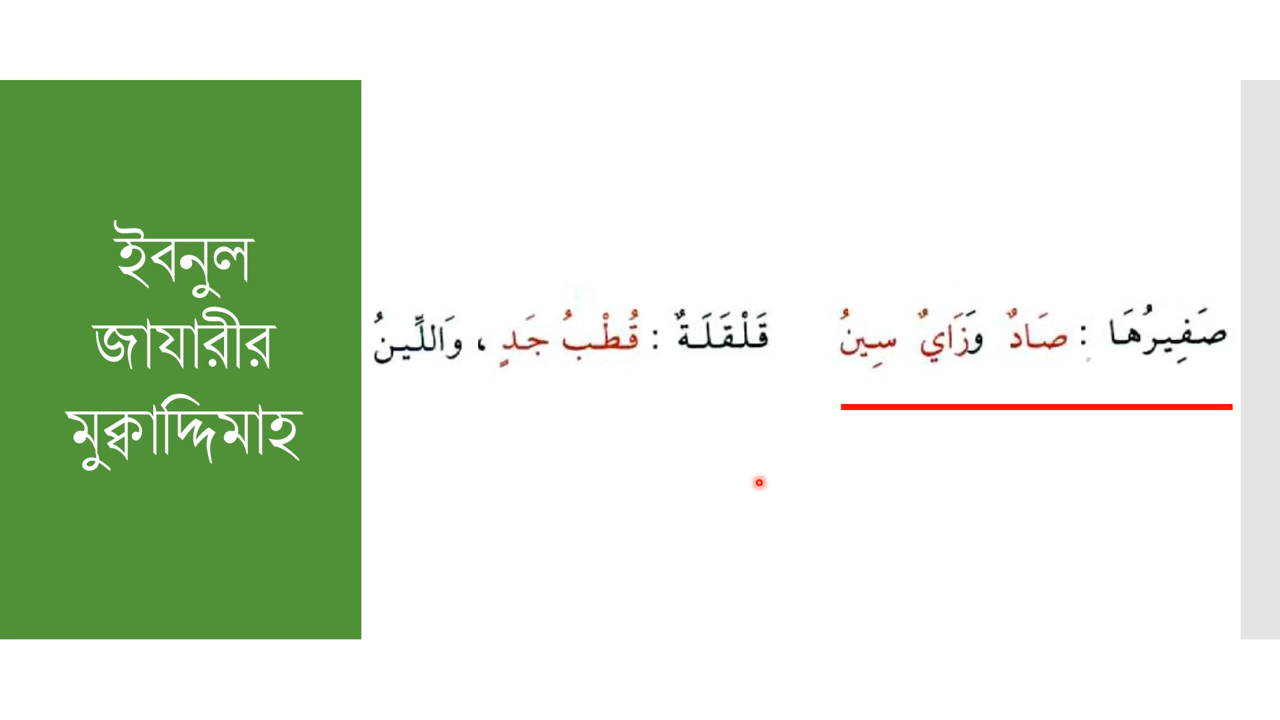 ইবনুল
জাযারীর
মুক্বাদ্দিমাহ
صَفِيرُهَا : صَادٌ وَزَايٌ سِينُ قَلْقَلَةٌ : قُطْبُ جَدٍ ، وَاللِّينُ